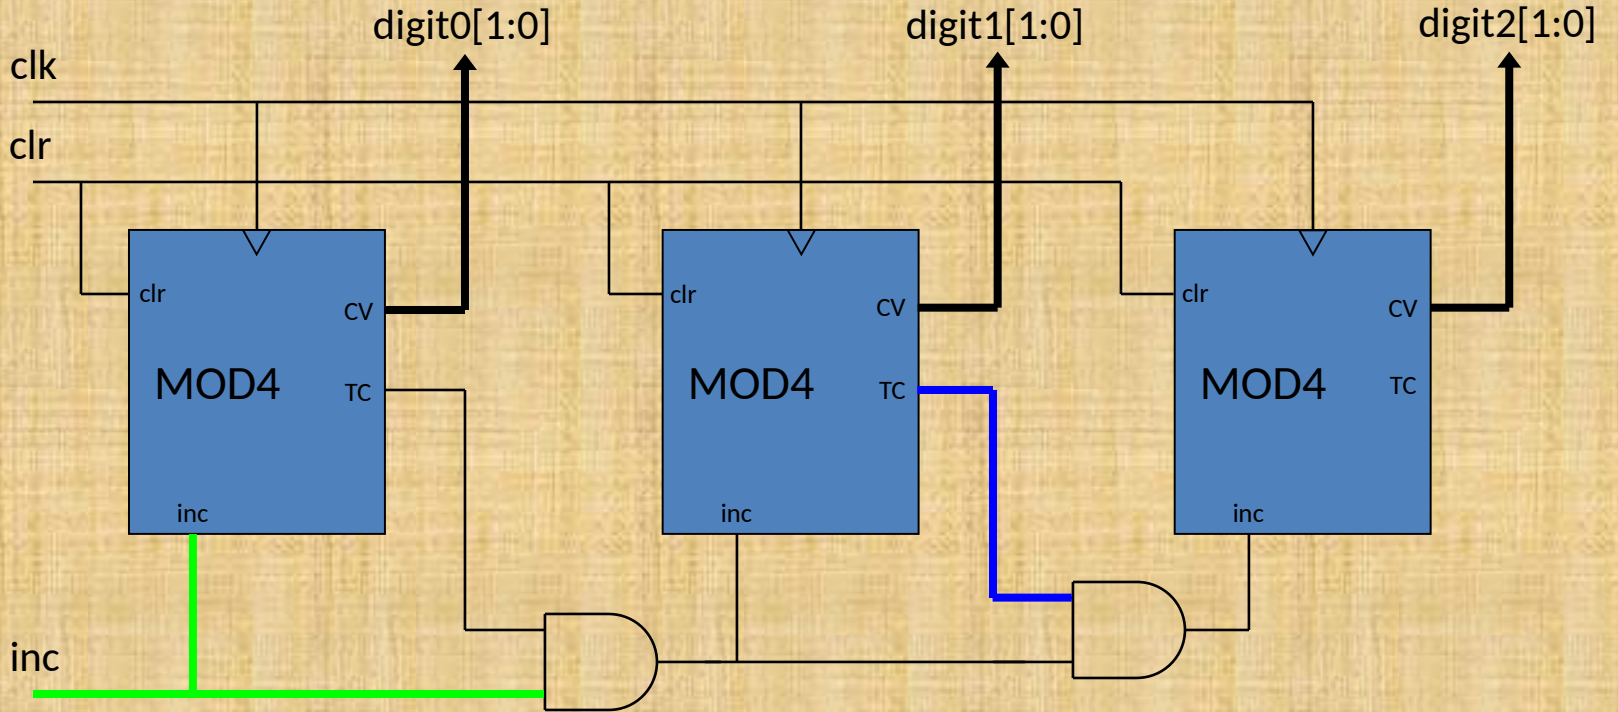 digit0[1:0]
digit1[1:0]
digit2[1:0]
clk
clr
clr
CV
MOD4
TC
inc
clr
CV
MOD4
TC
inc
clr
CV
MOD4
TC
inc
inc